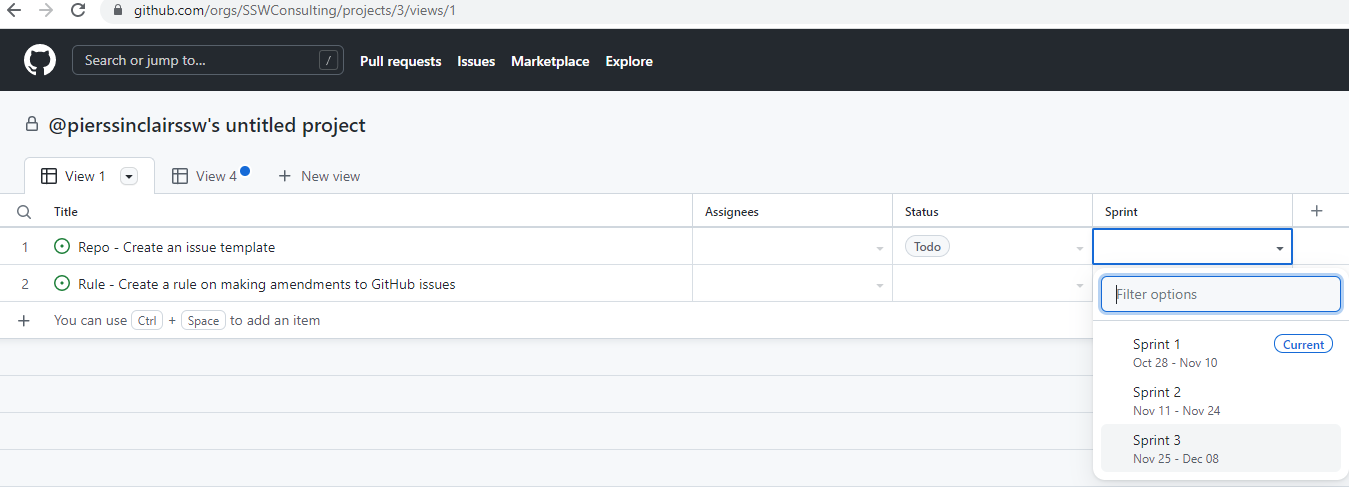 github.com/orgs/SSWConsulting/projects/3/views/1
Search or jump to... / Pull requests Issues Marketplace Explore
@pierssinclairssw's untitled project
View 1 View 4 + New view
Title Assignees Status Sprint +
1 Repo - Create an issue template Todo
2 Rule - Create a rule on making amendments to GitHub issues
+ You can use Ctrl + Space to add an item
Filter options
Sprint 1 Current
Oct 28 - Nov 10
Sprint 2
Nov 11 - Nov 24
Sprint 3
Nov 25 - Dec 08